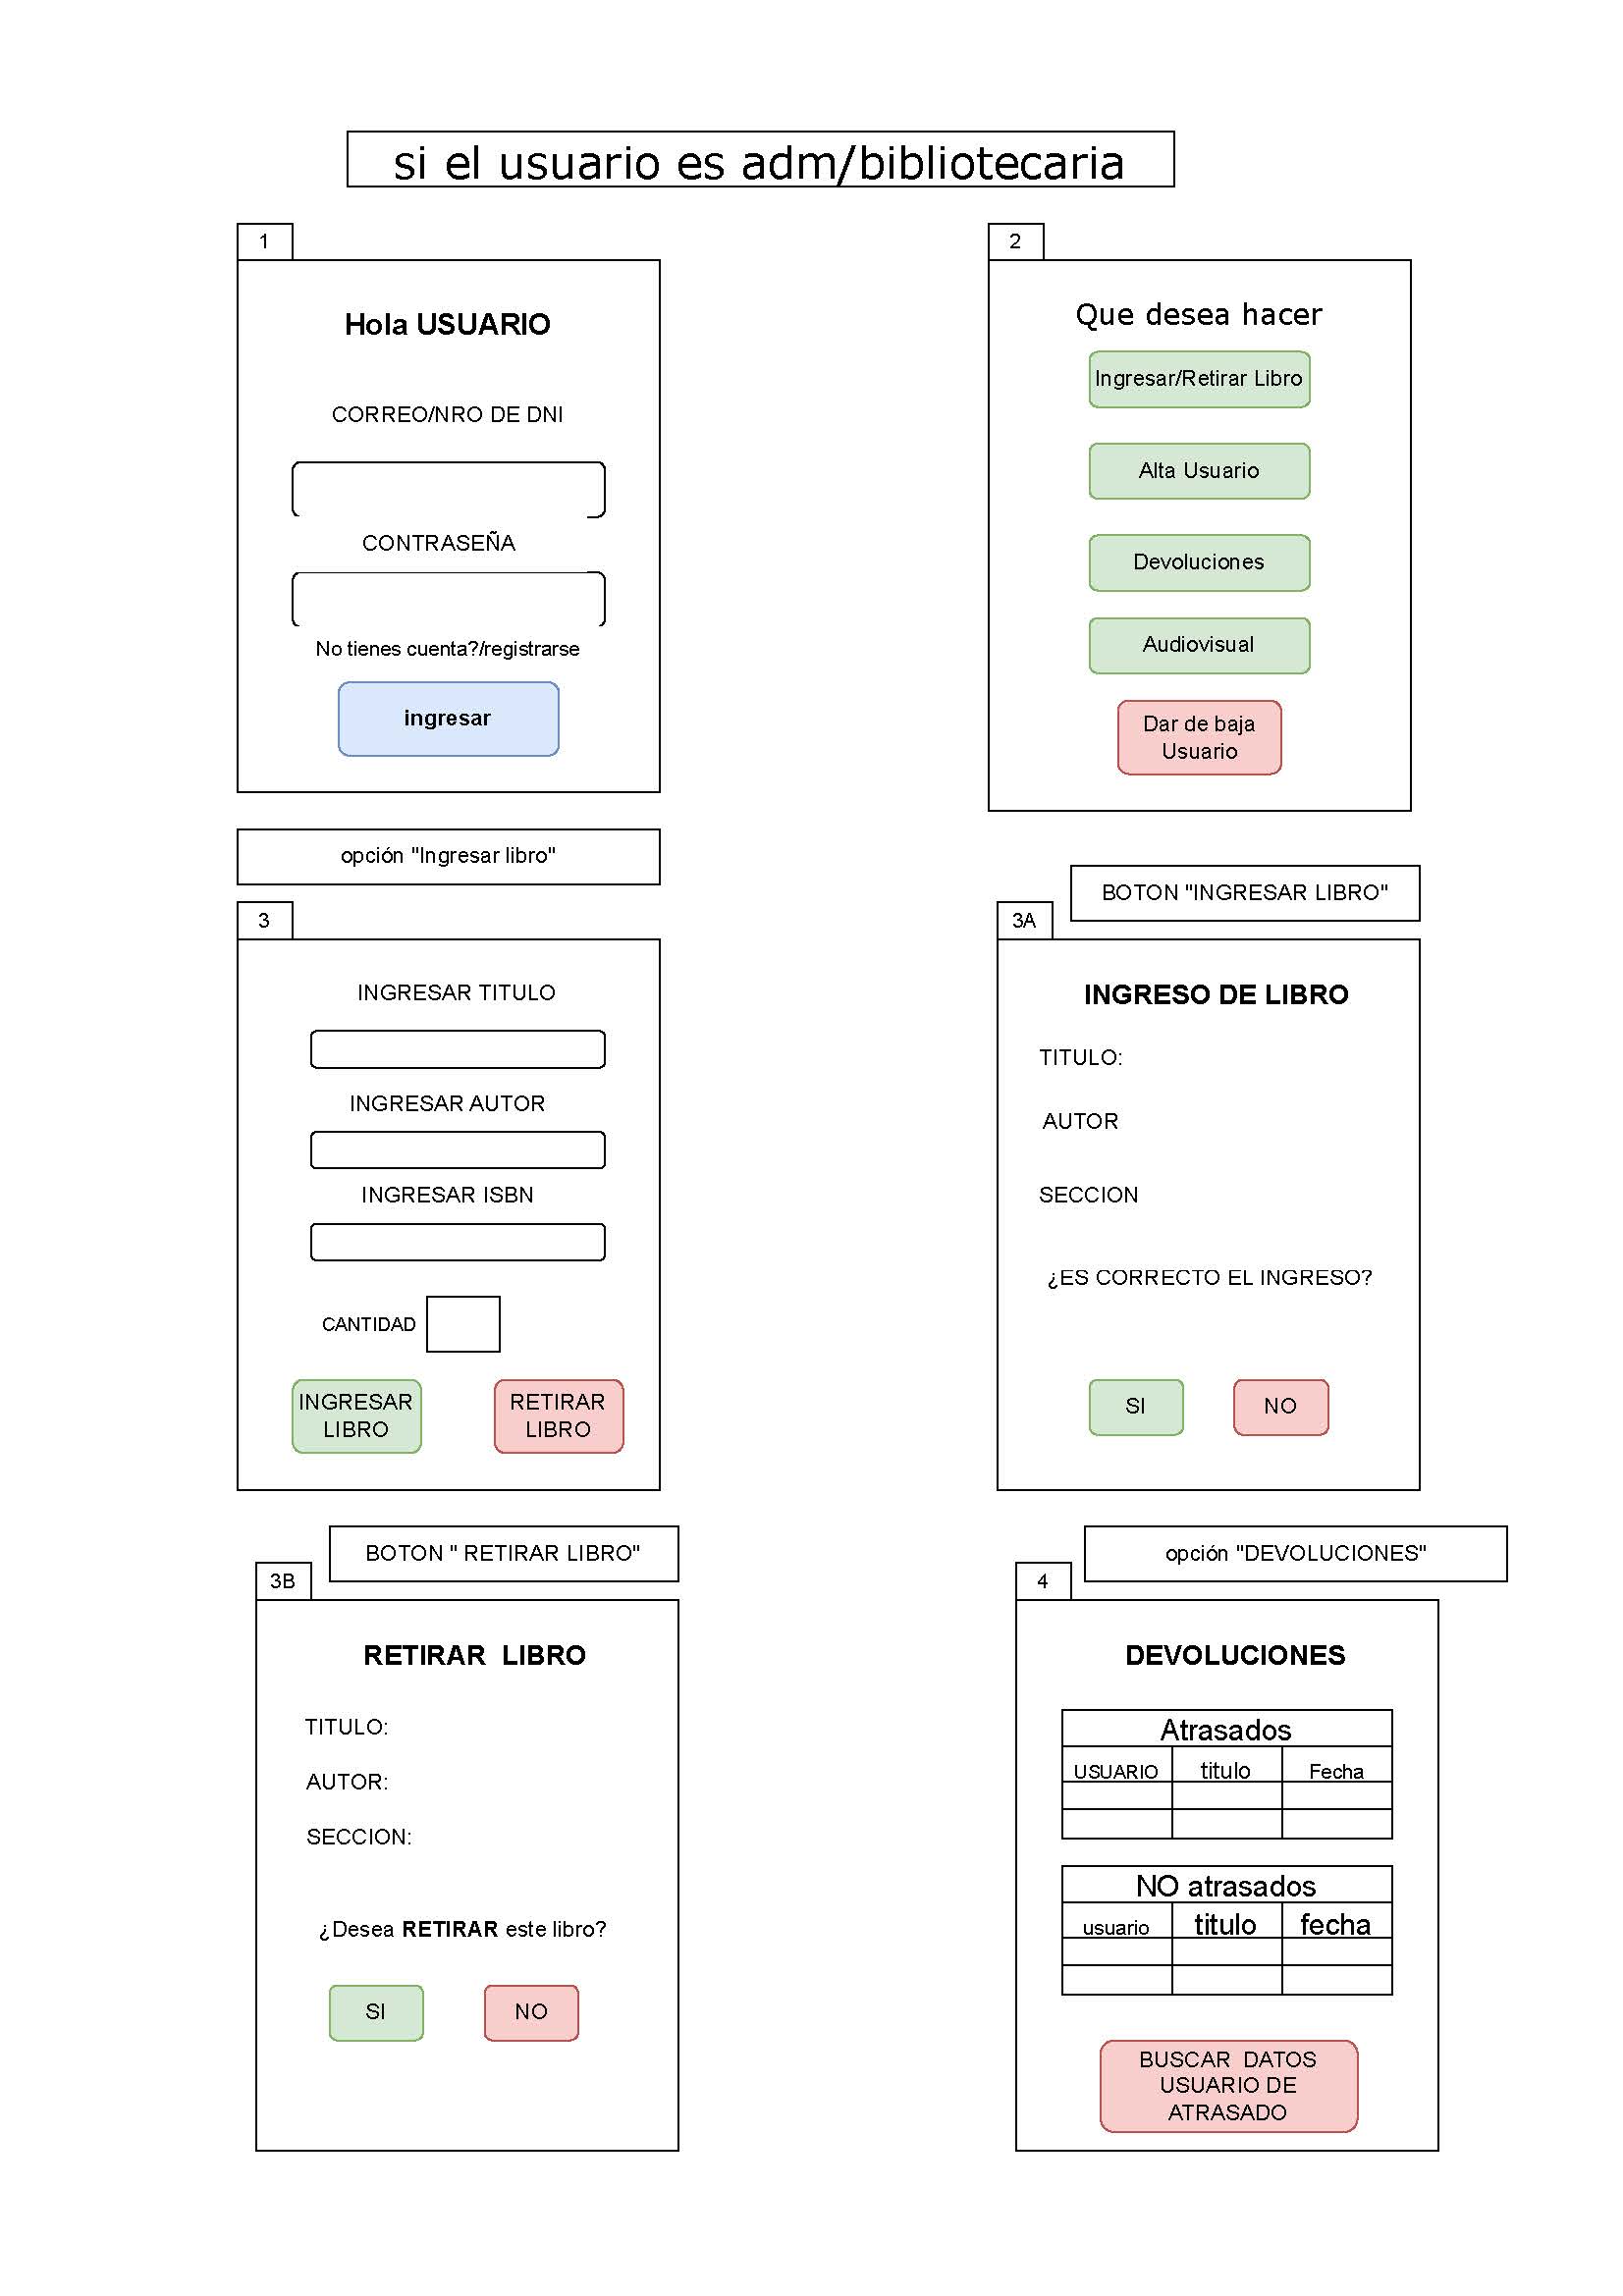 si el usuario es adm/bibliotecaria
1
Hola USUARIO
CORREO/NRO DE DNI
CONTRASEÑA
No tienes cuenta?/registrarse
ingresar
2
Que desea hacer
Ingresar/Retirar Libro
Alta Usuario
Devoluciones
Audiovisual
Dar de baja
Usuario
opción "Ingresar libro"
3
INGRESAR TITULO
INGRESAR AUTOR
INGRESAR ISBN
CANTIDAD
INGRESAR
LIBRO
RETIRAR
LIBRO
BOTON "INGRESAR LIBRO"
3A
INGRESO DE LIBRO
TITULO:
AUTOR
SECCION
¿ES CORRECTO EL INGRESO?
SI
NO
BOTON " RETIRAR LIBRO"
3B
RETIRAR  LIBRO
TITULO:
AUTOR:
SECCION:
¿Desea RETIRAR este libro?
SI
NO
opción "DEVOLUCIONES"
4
DEVOLUCIONES
Atrasados
USUARIO titulo Fecha
NO atrasados
usuario titulo fecha
BUSCAR  DATOS
USUARIO DE
ATRASADO